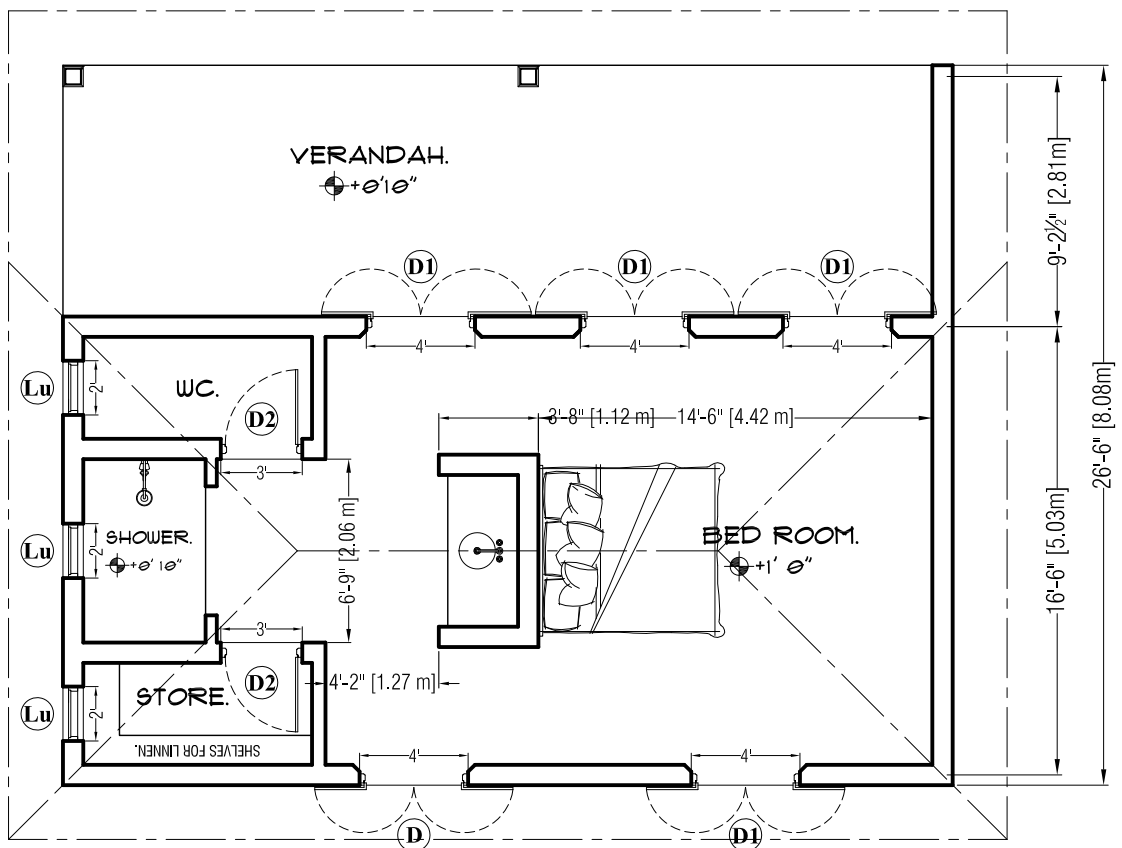 VERANDAH.
+0'10"
D1
D1
D1
4'
4'
4'
9'-2½" [2.81m]
26'-6" [8.08m]
16'-6" [5.03m]
Lu
2'
WC.
D2
3'
3'-8" [1.12 m]
14'-6" [4.42 m]
Lu
2'
SHOWER.
+0' 10"
6'-9" [2.06 m]
BED ROOM.
+1' 0"
3'
D2
4'-2" [1.27 m]
Lu
2'
STORE.
SHELVES FOR LINNEN.
4'
4'
D
D1